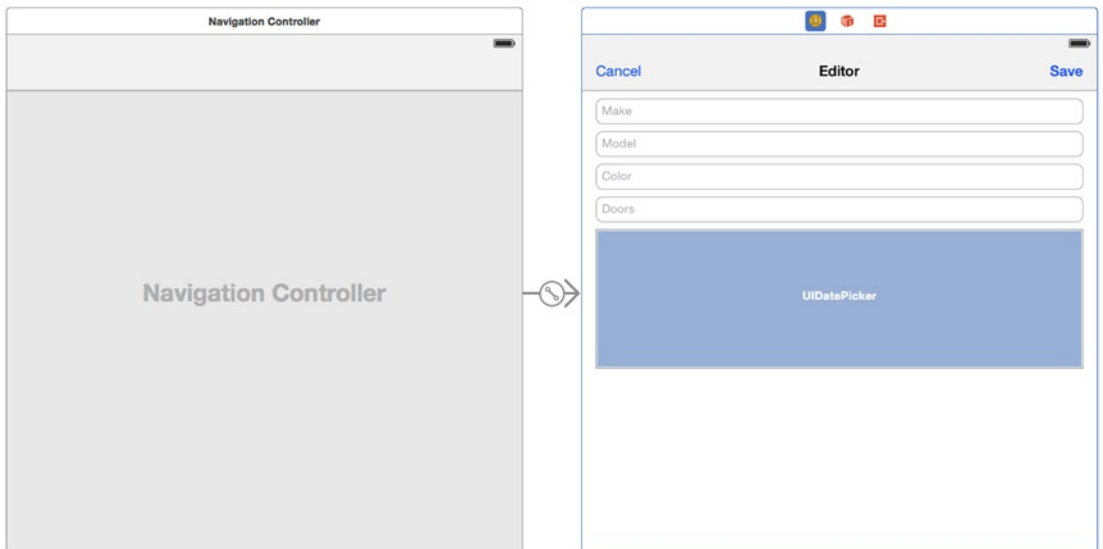 Navigation Controller
Navigation Controller
Cancel Editor Save
Make
Model
Color
Doors
UIDatePicker